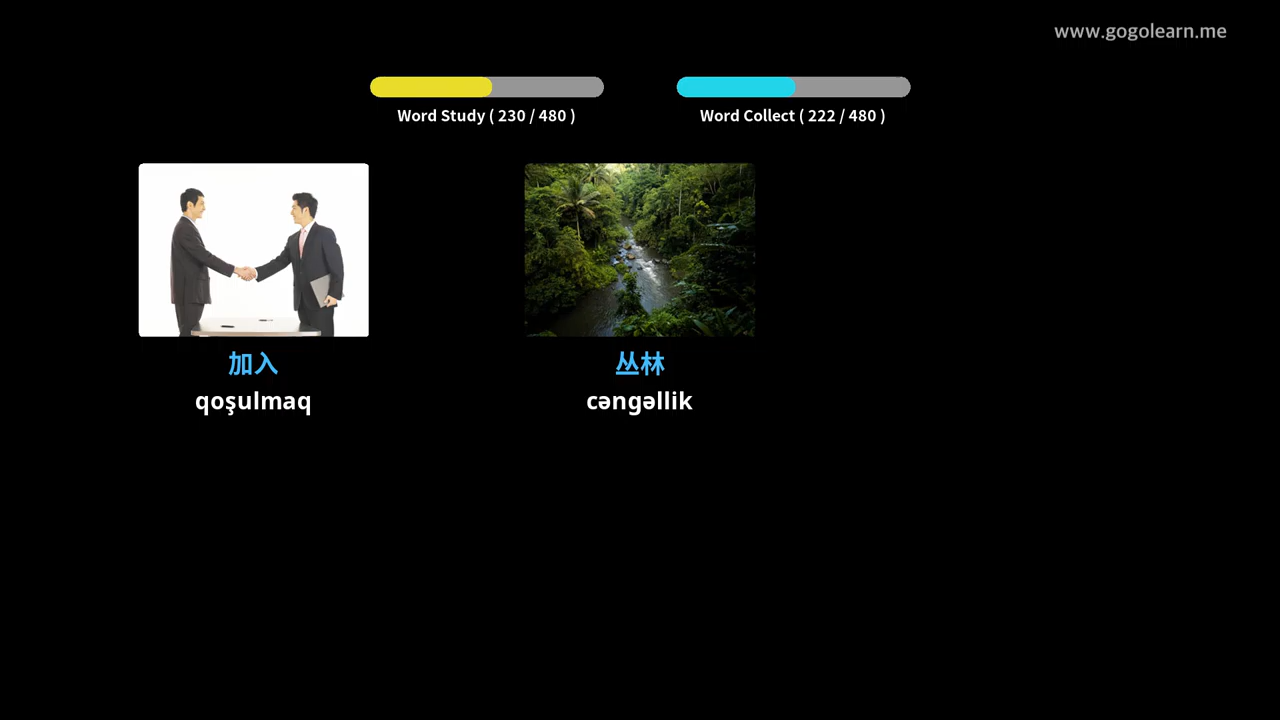 www.gogolearn.me
Word Study ( 230 / 480 )
Word Collect ( 222 / 480 )
加入
qoşulmaq
丛林
cəngəllik